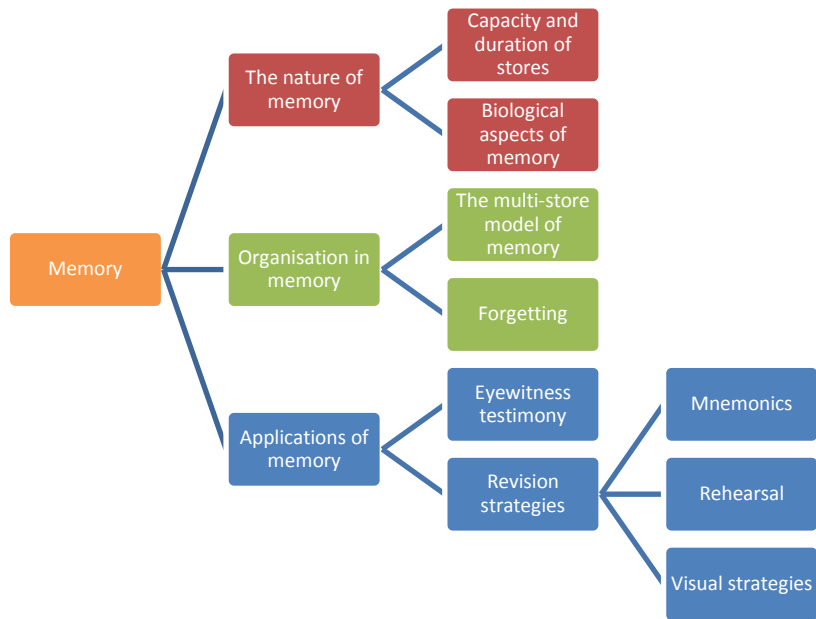 Memory
The nature of
memory
Capacity and
duration of
stores
Biological
aspects of
memory
Organisation in
memory
The multi-store
model of
memory
Forgetting
Applications of
memory
Eyewitness
testimony
Revision
strategies
Mnemonics
Rehearsal
Visual strategies